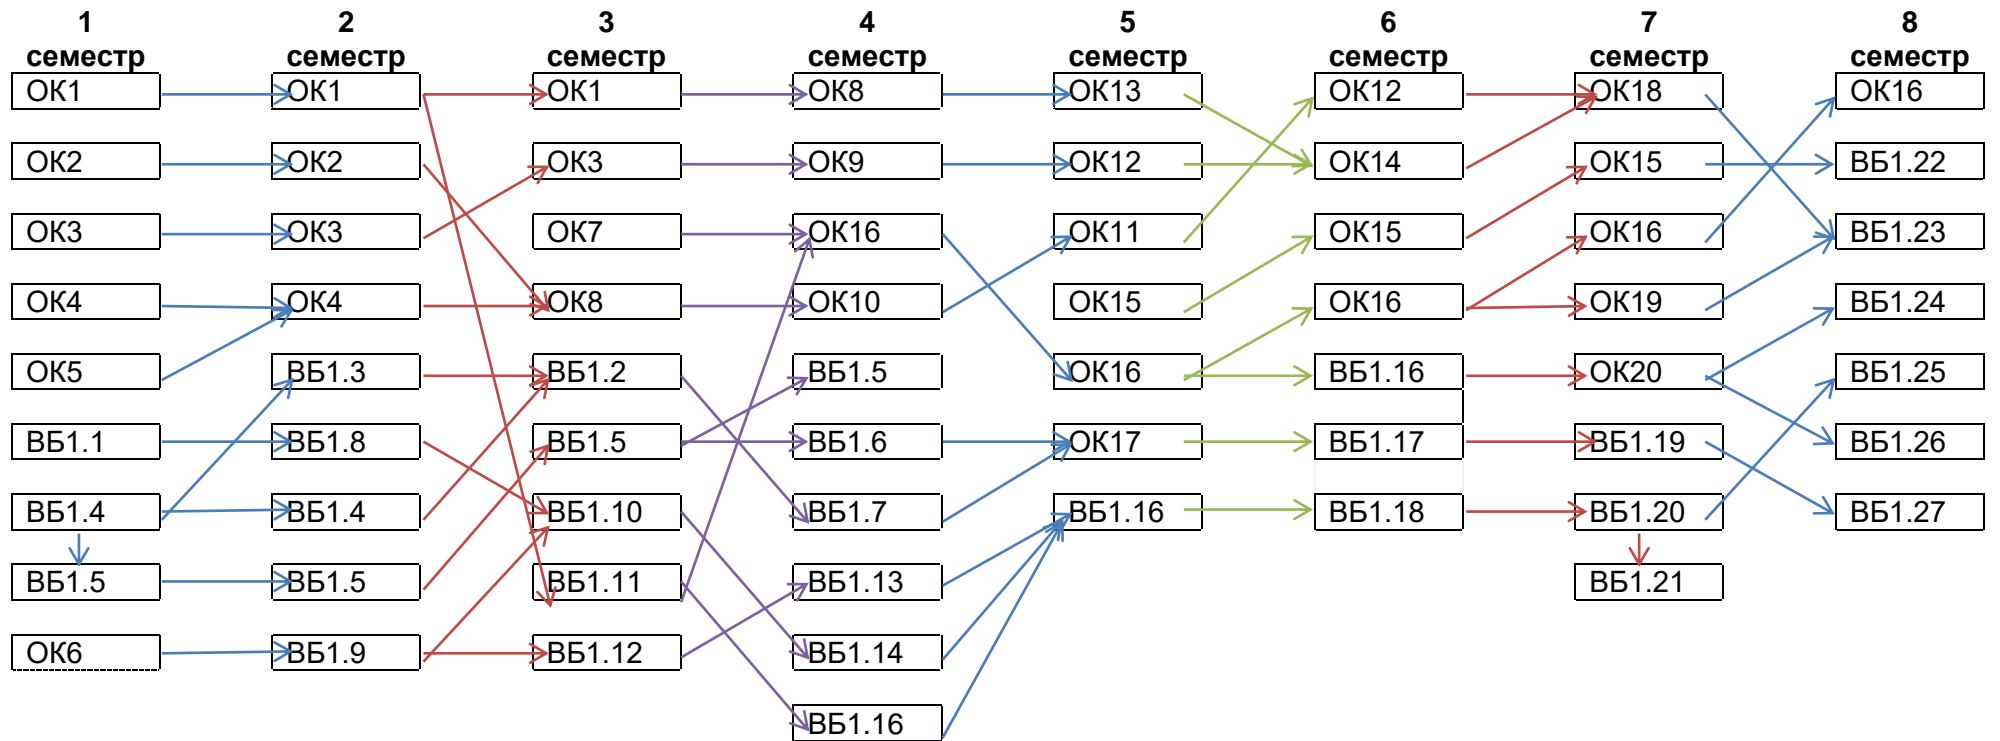 1 2 3 4 5 6 7 8
семестр семестр семестр семестр семестр семестр семестр семестр
ОК1 ОК1 ОК1 ОК8 ОК13 ОК12 ОК18 ОК16
ОК2 ОК2 ОК3 ОК9 ОК12 ОК14 ОК15 ВБ1.22
ОК3 ОК3 ОК7 ОК16 ОК11 ОК15 ОК16 ВБ1.23
ОК4 ОК4 ОК8 ОК10 ОК15 ОК16 ОК19 ВБ1.24
ОК5 ВБ1.3 ВБ1.2 ВБ1.5 ОК16 ВБ1.16 ОК20 ВБ1.25
ВБ1.1 ВБ1.8 ВБ1.5 ВБ1.6 ОК17 ВБ1.17 ВБ1.19 ВБ1.26
ВБ1.4 ВБ1.4 ВБ1.10 ВБ1.7 ВБ1.16 ВБ1.18 ВБ1.20 ВБ1.27
ВБ1.5 ВБ1.5 ВБ1.11 ВБ1.13 ВБ1.21
ОК6 ВБ1.9 ВБ1.12 ВБ1.14
ВБ1.16